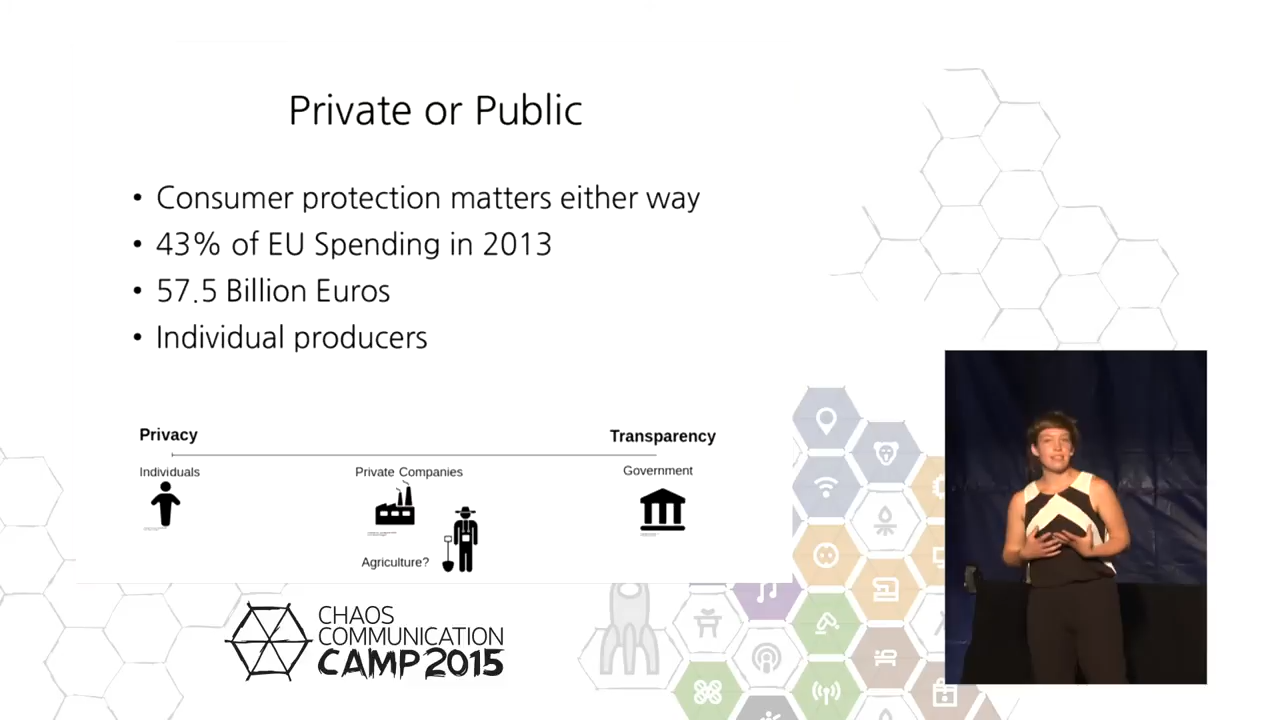 Private or Public
• Consumer protection matters either way
• 43% of EU Spending in 2013
• 57.5 Billion Euros
• Individual producers
Privacy
Transparency
Individuals
Private Companies
Government
Agriculture?
CHAOS
COMMUNICATION
CAMP 2015